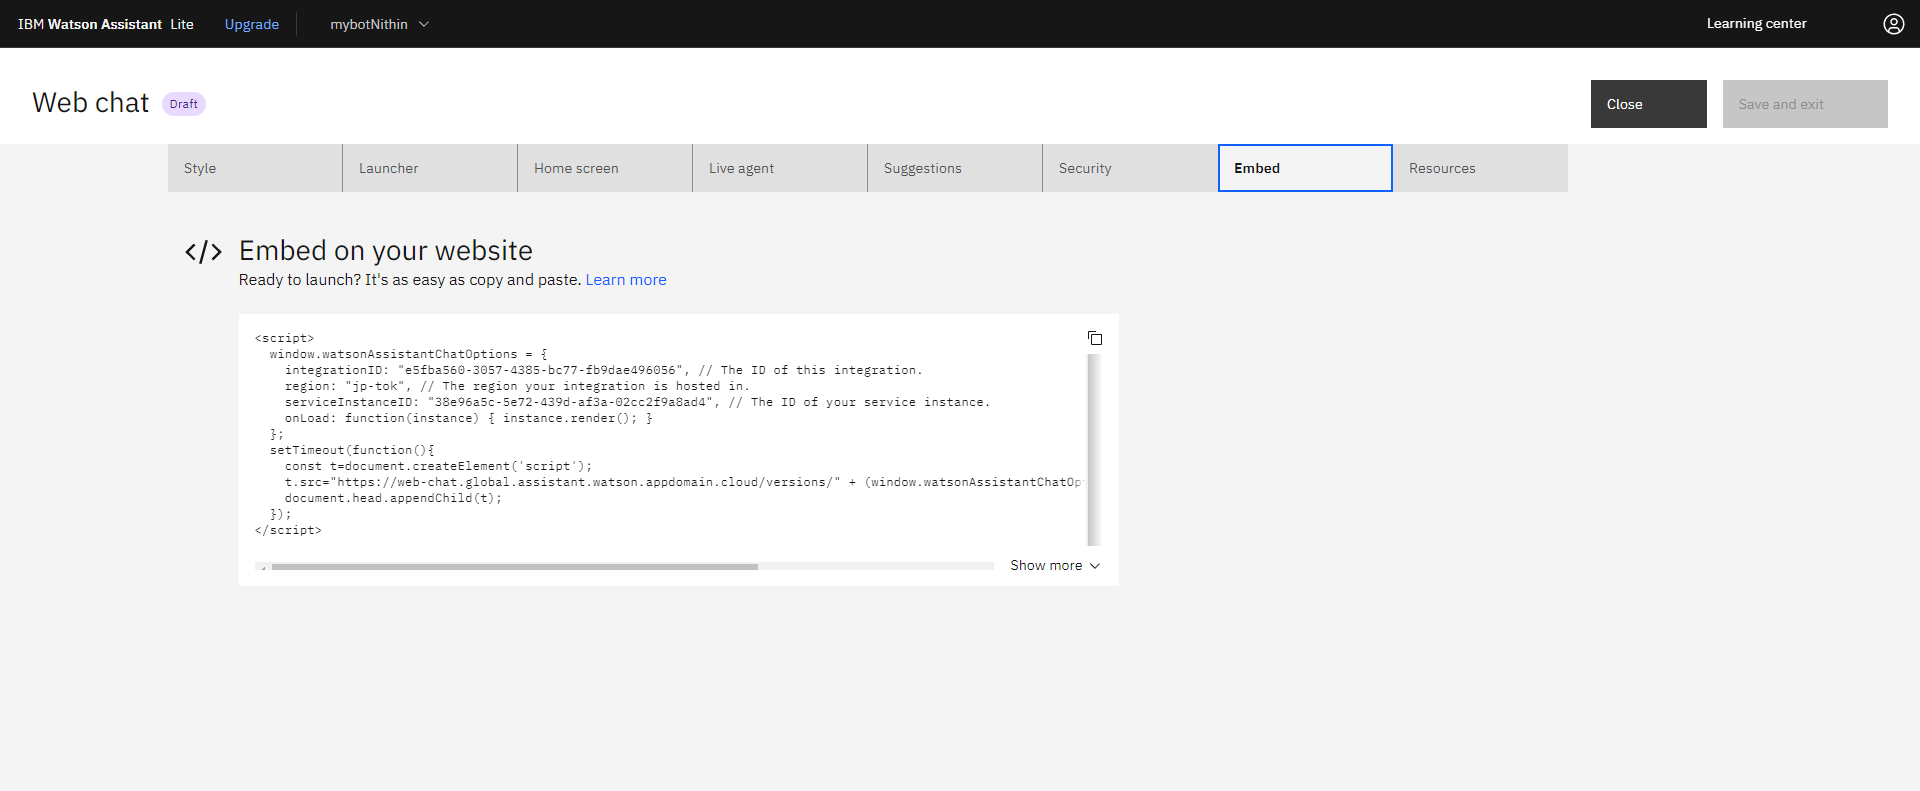 IBM Watson Assistant Lite Upgrade mybotNithin Learning center
Web chat Draft Close Save and exit
Style Launcher Home screen Live agent Suggestions Security Embed Resources
</> Embed on your website
Ready to launch? It's as easy as copy and paste. Learn more
<script>
window.watsonAssistantChatOptions = {
integrationID: "e5fba560-3057-4385-bc77-fb9dae496056", // The ID of this integration.
region: "jp-tok", // The region your integration is hosted in.
serviceInstanceID: "38e96a5c-5e72-439d-af3a-02cc2f9a8ad4", // The ID of your service instance.
onLoad: function(instance) { instance.render(); }
};
setTimeout(function(){
const t=document.createElement('script');
t.src="https://web-chat.global.assistant.watson.appdomain.cloud/versions/" + (window.watsonAssistantChatOp
document.head.appendChild(t);
});
</script>
Show more